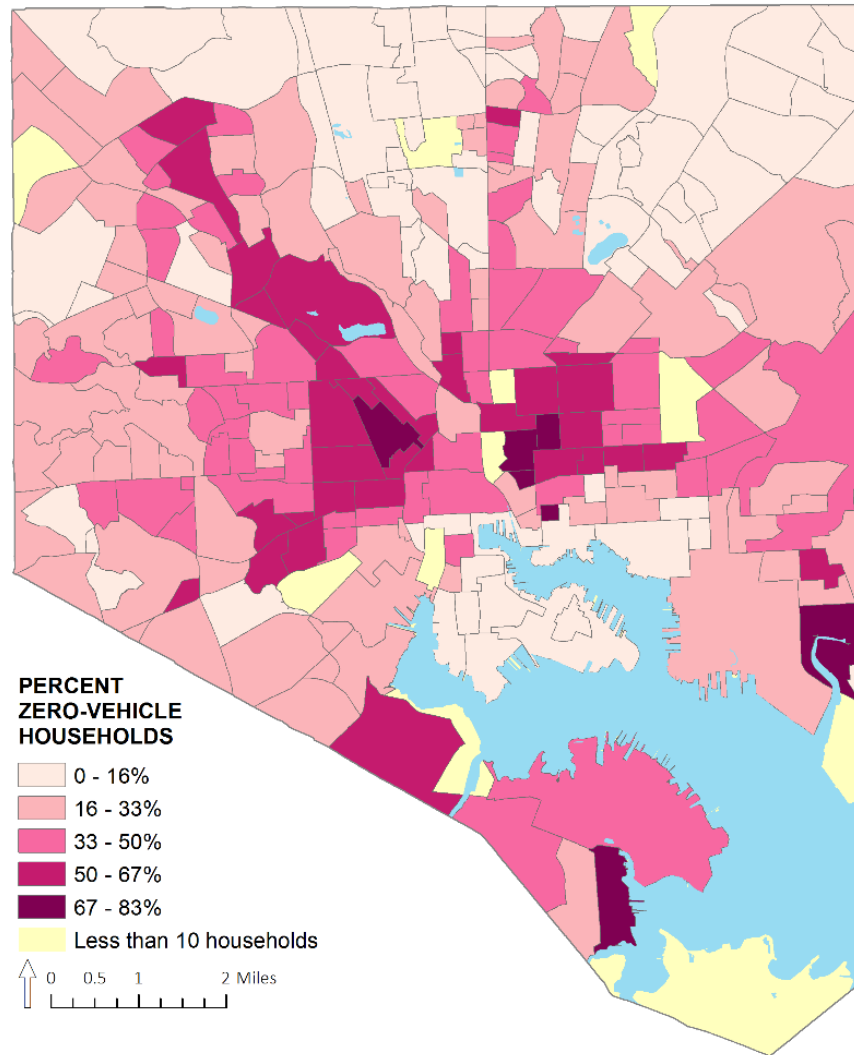 PERCENT
ZERO-VEHICLE
HOUSEHOLDS
0 - 16%
16 - 33%
33 - 50%
50 - 67%
67 - 83%
Less than 10 households
0 0.5 1 2 Miles